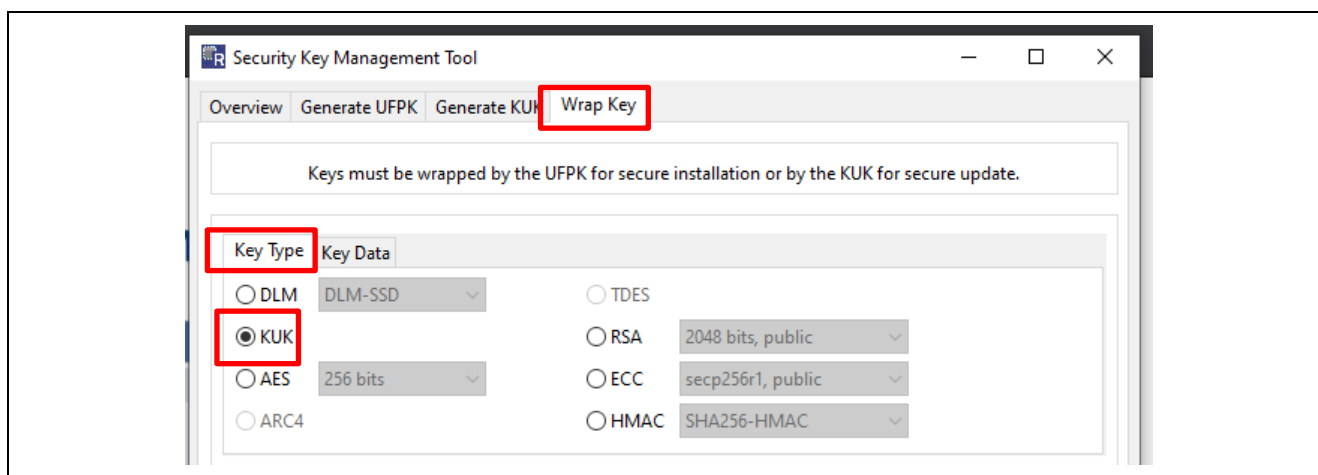 Security Key Management Tool
Overview Generate UFPK Generate KUK Wrap Key
Keys must be wrapped by the UFPK for secure installation or by the KUK for secure update.
Key Type Key Data
DLM DLM-SSD TDES
KUK RSA 2048 bits, public
AES 256 bits ECC secp256r1, public
ARC4 HMAC SHA256-HMAC